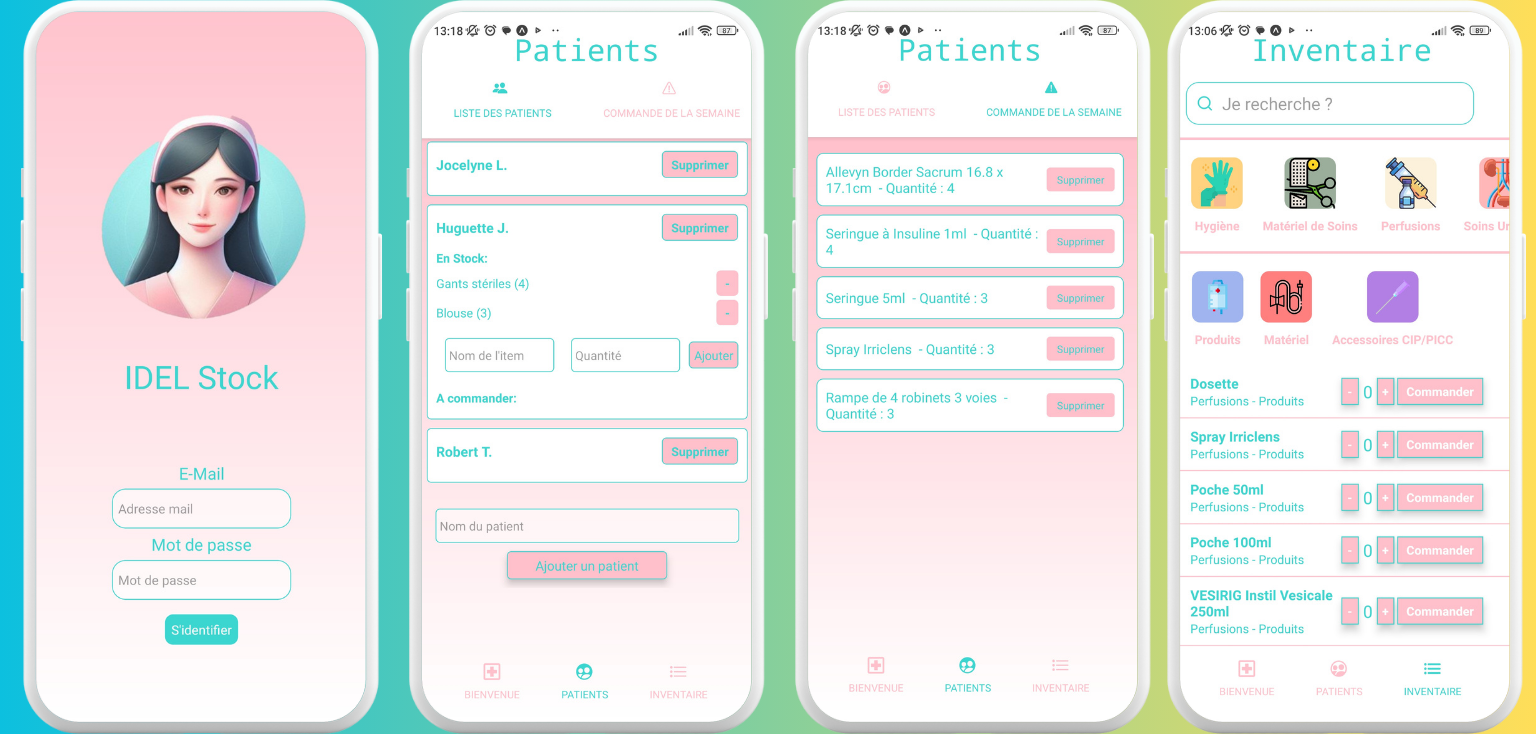 IDEL Stock
E-Mail
Adresse mail
Mot de passe
Mot de passe
S'identifier
13:18
87
Patients
LISTE DES PATIENTS
COMMANDE DE LA SEMAINE
Jocelyne L.
Supprimer
Huguette J.
Supprimer
En Stock:
Gants stériles (4)
-
Blouse (3)
-
Nom de l'item
Quantité
Ajouter
A commander:
Robert T.
Supprimer
Nom du patient
Ajouter un patient
BIENVENUE
PATIENTS
INVENTAIRE
13:18
87
Patients
LISTE DES PATIENTS
COMMANDE DE LA SEMAINE
Allevyn Border Sacrum 16.8 x
17.1cm - Quantité : 4
Supprimer
Seringue à Insuline 1ml - Quantité :
4
Supprimer
Seringue 5ml - Quantité : 3
Supprimer
Spray Irriclens - Quantité : 3
Supprimer
Rampe de 4 robinets 3 voies -
Quantité : 3
Supprimer
BIENVENUE
PATIENTS
INVENTAIRE
13:06
89
Inventaire
Je recherche ?
Hygiène
Matériel de Soins
Perfusions
Soins Ur
Produits
Matériel
Accessoires CIP/PICC
Dosette
Perfusions - Produits
- 0 + Commander
Spray Irriclens
Perfusions - Produits
- 0 + Commander
Poche 50ml
Perfusions - Produits
- 0 + Commander
Poche 100ml
Perfusions - Produits
- 0 + Commander
VESIRIG Instil Vesicale
250ml
Perfusions - Produits
- 0 + Commander
BIENVENUE
PATIENTS
INVENTAIRE